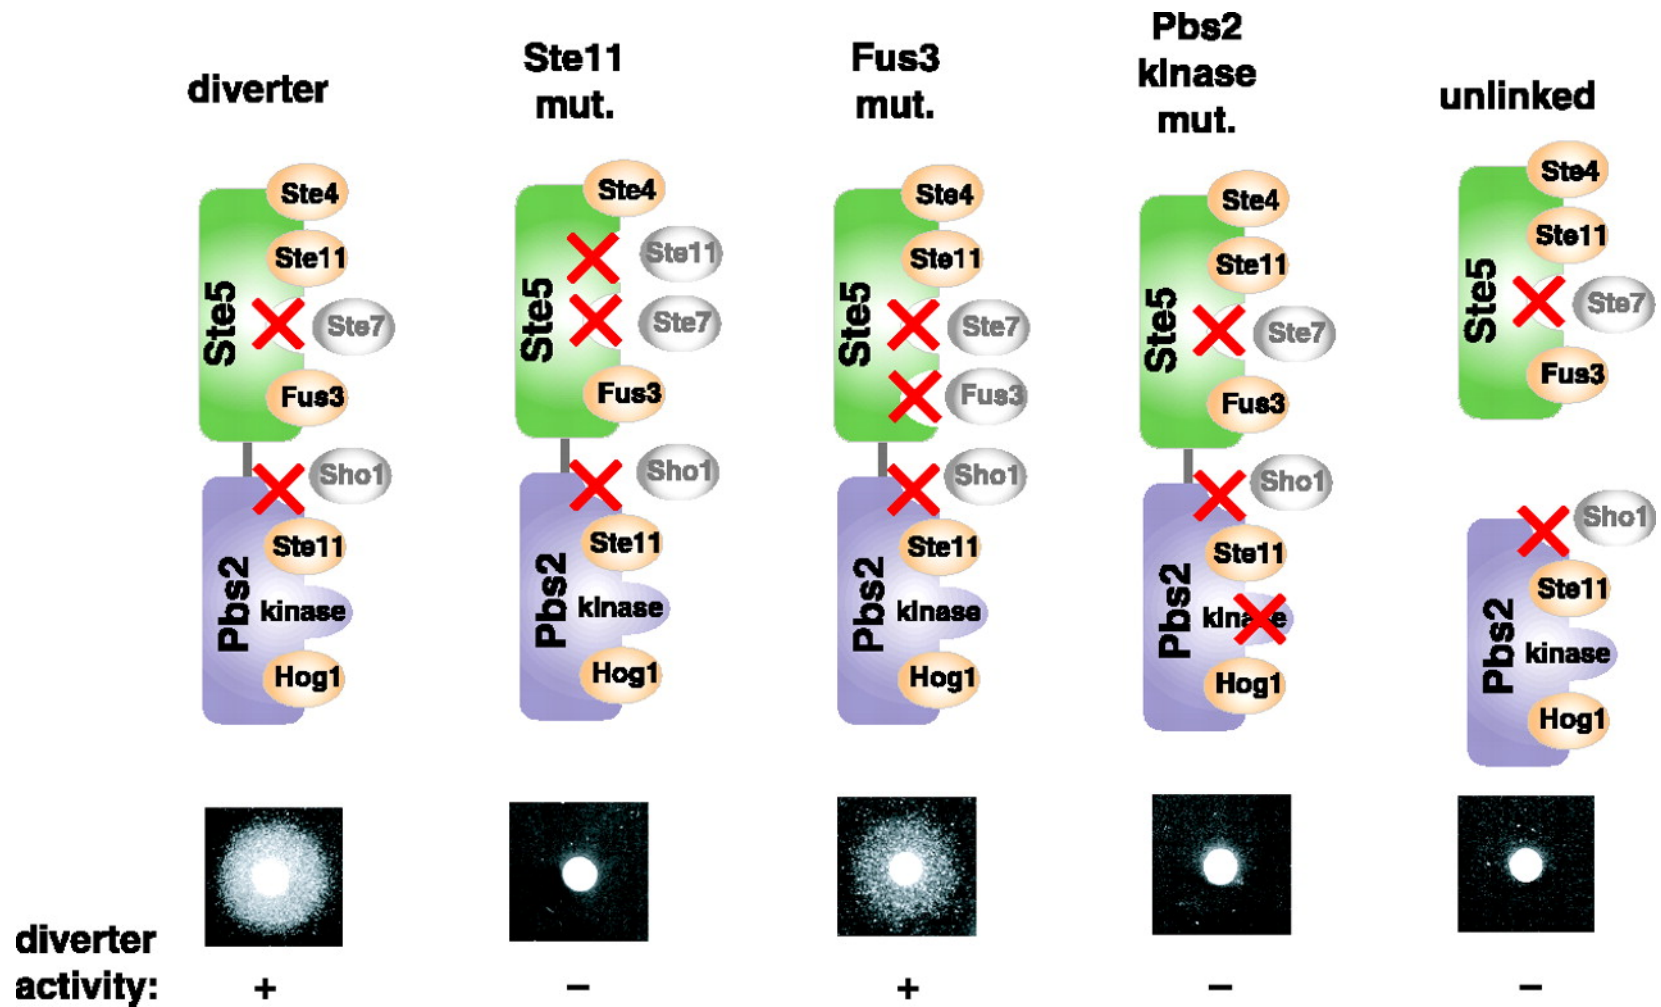 diverter
Ste11
mut.
Fus3
mut.
Pbs2
kinase
mut.
unlinked
Ste5
Ste4
Ste11
Ste7
Fus3
Sho1
Pbs2
Ste11
kinase
Hog1
Ste5
Ste4
Ste11
Ste7
Fus3
Sho1
Pbs2
Ste11
kinase
Hog1
Ste5
Ste4
Ste11
Ste7
Fus3
Sho1
Pbs2
Ste11
kinase
Hog1
Ste5
Ste4
Ste11
Ste7
Fus3
Sho1
Pbs2
Ste11
kinase
Hog1
Ste5
Ste4
Ste11
Ste7
Fus3
Sho1
Pbs2
Ste11
kinase
Hog1
diverter
activity: + − + − −